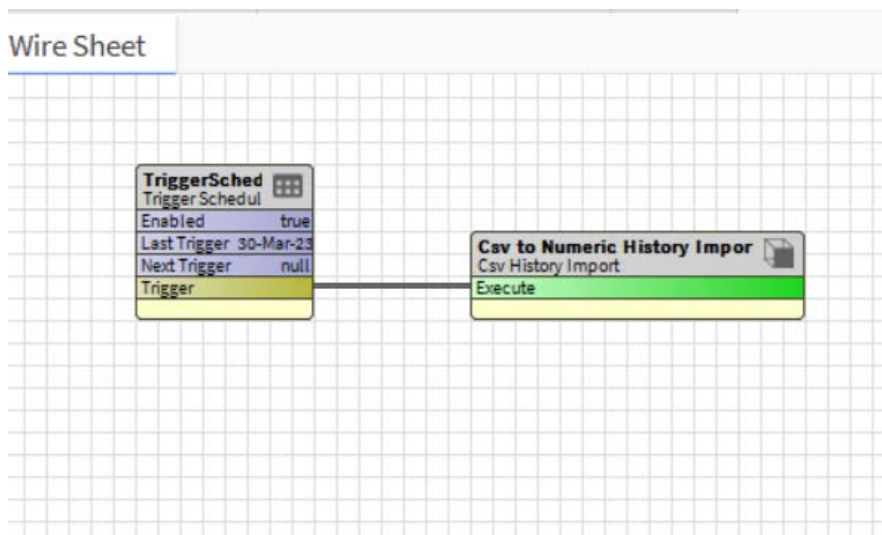 Wire Sheet
TriggerSched
Trigger Schedul
Enabled true
Last Trigger 30-Mar-23
Next Trigger null
Trigger
Csv to Numeric History Impor
Csv History Import
Execute